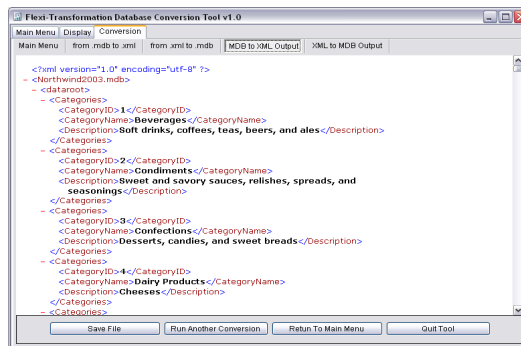 Flexi-Transformation Database Conversion Tool v1.0
Main Menu Display Conversion
Main Menu from .mdb to .xml from .xml to .mdb MDB to XML Output XML to MDB Output
<?xml version="1.0" encoding="utf-8" ?>
- <Northwind2003.mdb>
- <dataroot>
- <Categories>
<CategoryID>1</CategoryID>
<CategoryName>Beverages</CategoryName>
<Description>Soft drinks, coffees, teas, beers, and ales</Description>
</Categories>
- <Categories>
<CategoryID>2</CategoryID>
<CategoryName>Condiments</CategoryName>
<Description>Sweet and savory sauces, relishes, spreads, and
seasonings</Description>
</Categories>
- <Categories>
<CategoryID>3</CategoryID>
<CategoryName>Confections</CategoryName>
<Description>Desserts, candies, and sweet breads</Description>
</Categories>
- <Categories>
<CategoryID>4</CategoryID>
<CategoryName>Dairy Products</CategoryName>
<Description>Cheeses</Description>
</Categories>
- <Categories>
Save File Run Another Conversion Retun To Main Menu Quit Tool